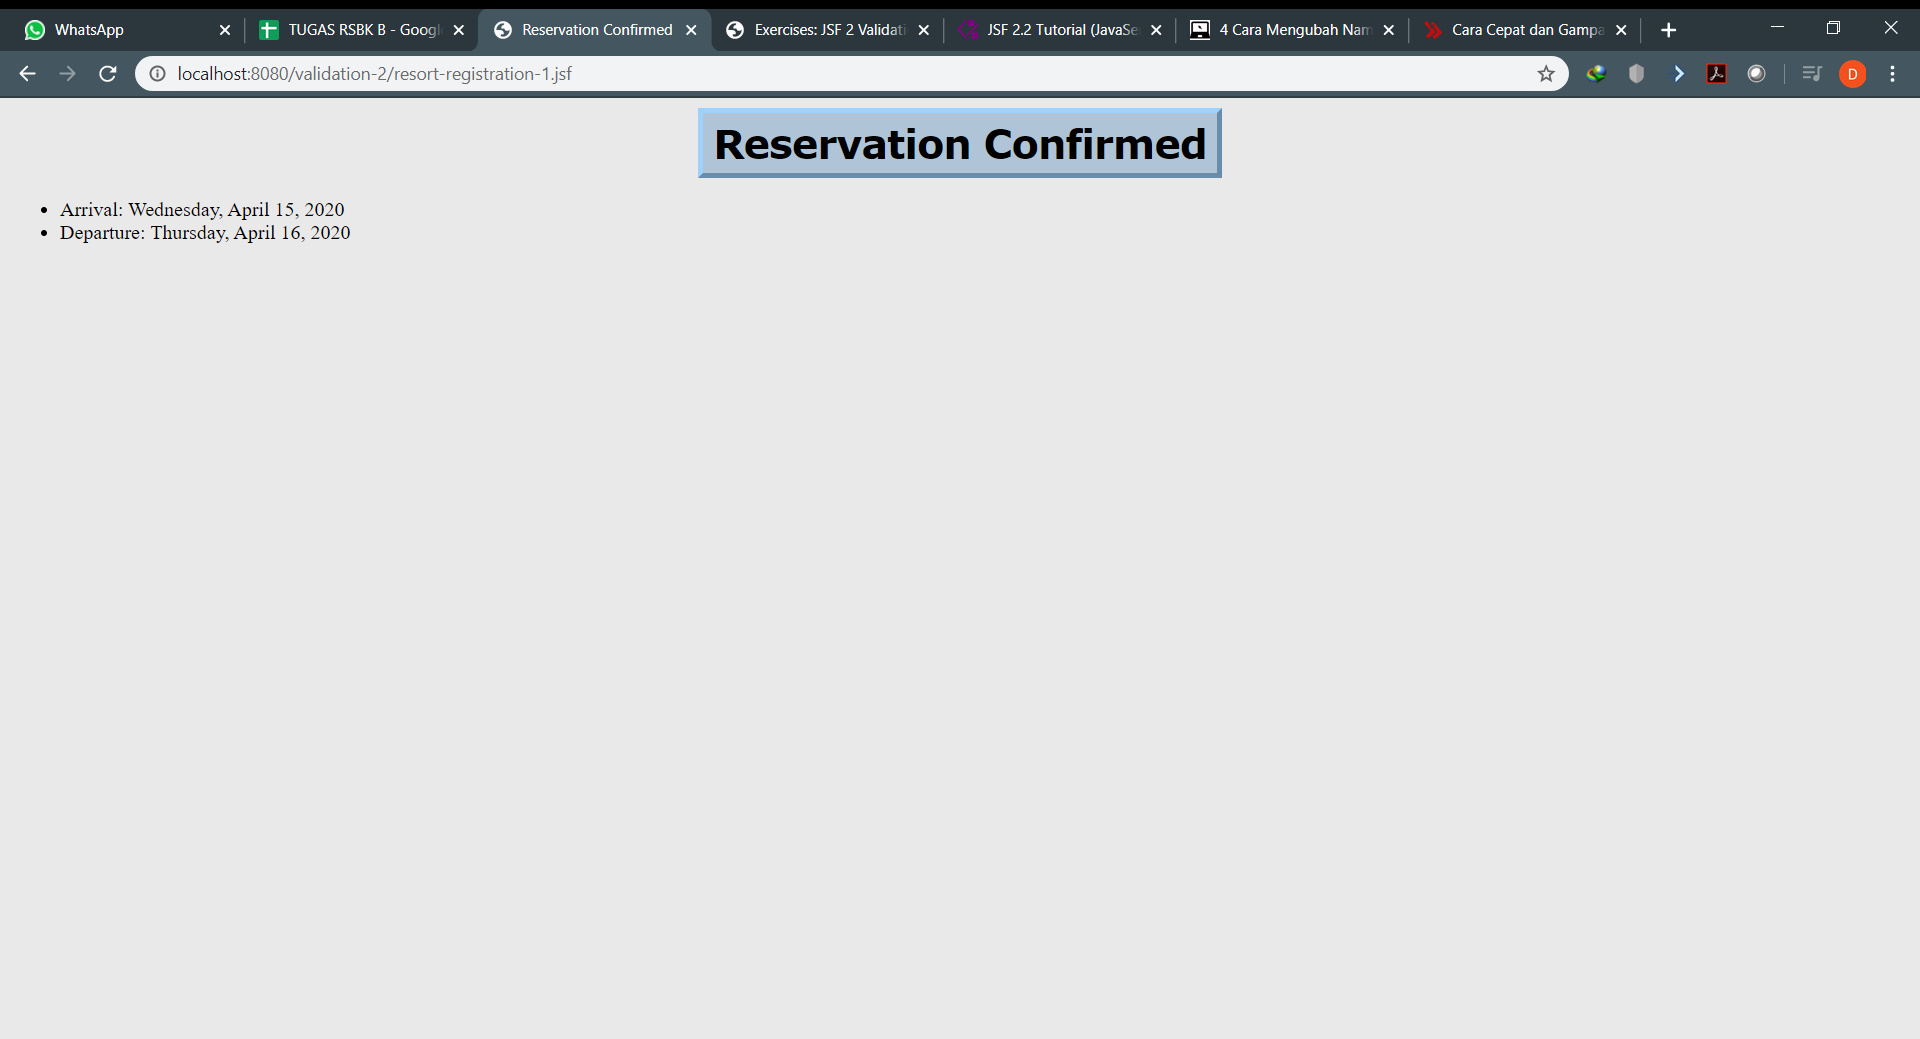 WhatsApp
TUGAS RSBK B - Googl
Reservation Confirmed
Exercises: JSF 2 Validati
JSF 2.2 Tutorial (JavaSe
4 Cara Mengubah Nam
Cara Cepat dan Gampa
localhost:8080/validation-2/resort-registration-1.jsf
D
Reservation Confirmed
• Arrival: Wednesday, April 15, 2020
• Departure: Thursday, April 16, 2020